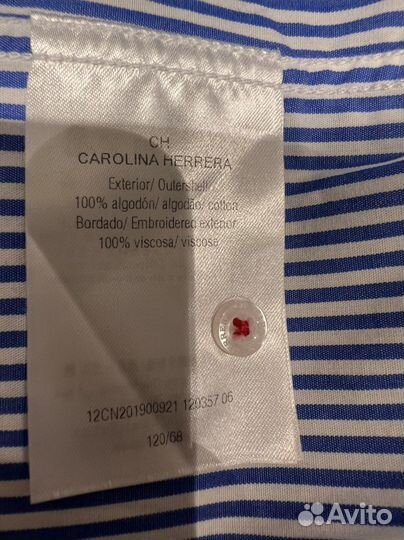 CH
CAROLINA HERRERA
Exterior/ Outershell
100% algodón/ algodão/ cotton
Bordado/ Embroidered exterior
100% viscosa/ viscose
12CN201900921 120357 06
120/68
Avito